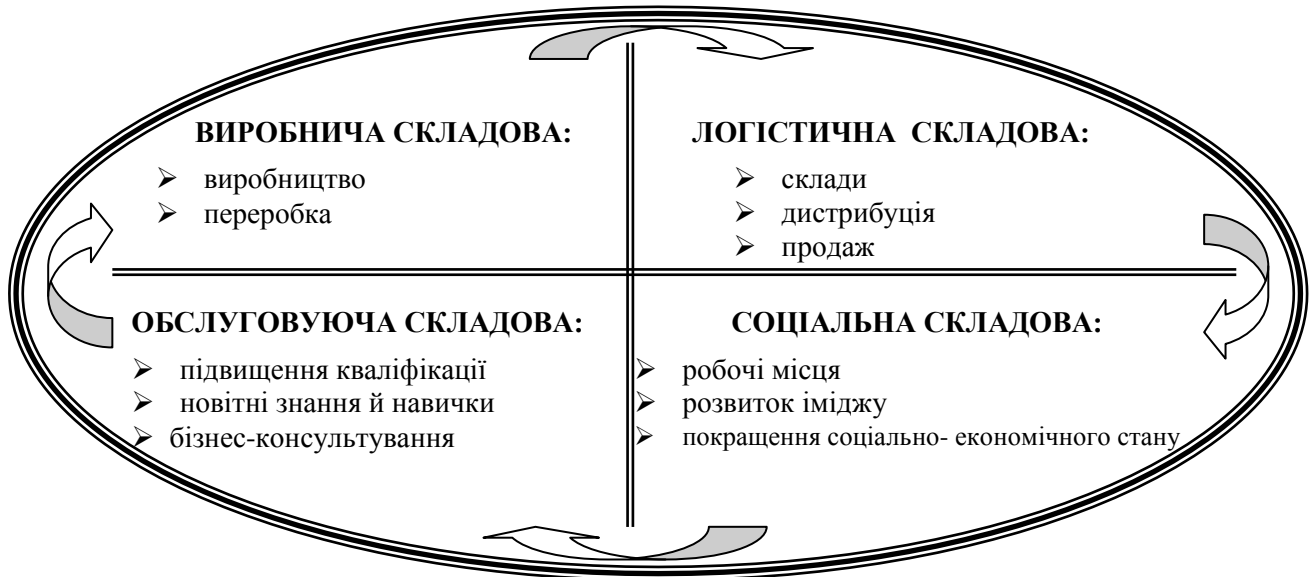 ВИРОБНИЧА СКЛАДОВА:
➢ виробництво
➢ переробка
ЛОГІСТИЧНА СКЛАДОВА:
➢ склади
➢ дистрибуція
➢ продаж
ОБСЛУГОВУЮЧА СКЛАДОВА:
➢ підвищення кваліфікації
➢ новітні знання й навички
➢ бізнес-консультування
СОЦІАЛЬНА СКЛАДОВА:
➢ робочі місця
➢ розвиток іміджу
➢ покращення соціально- економічного стану